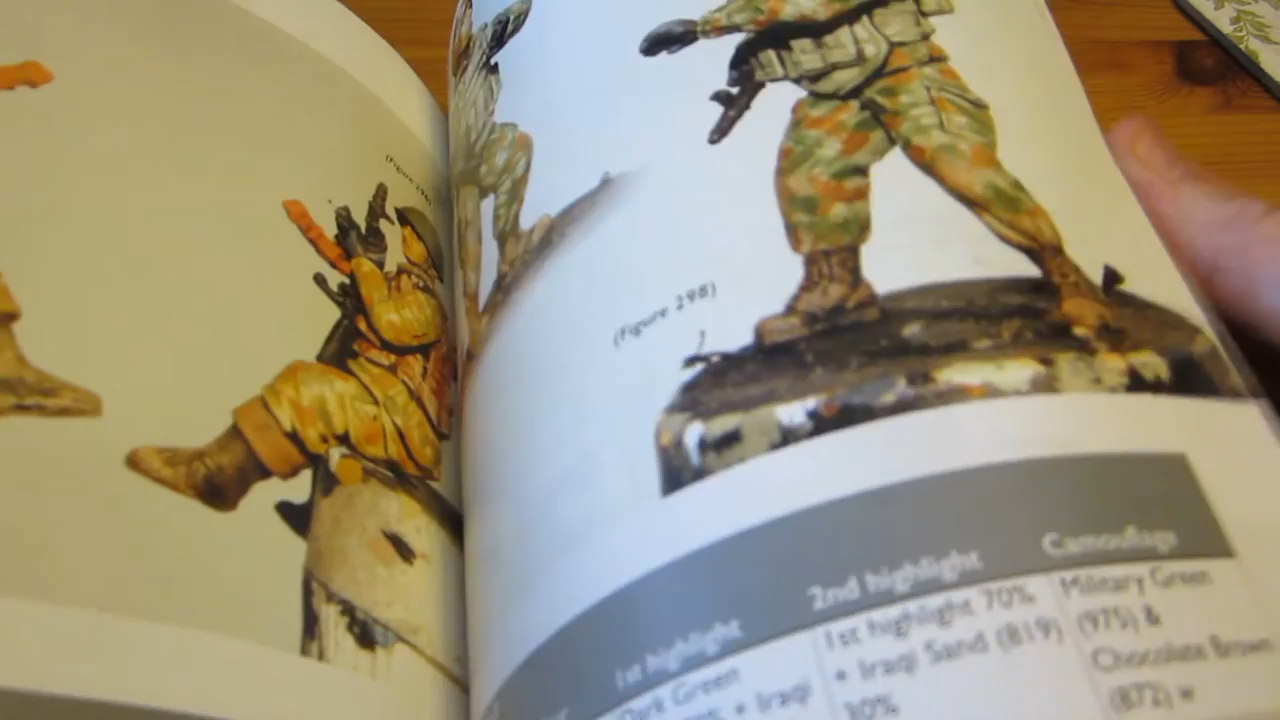 (Figure 298)
1st highlight
2nd highlight
Camouflage
Dark Green
+ Iraqi
1st highlight 70%
+ Iraqi Sand (819)
30%
Military Green
(975) &
Chocolate Brown
(872) w